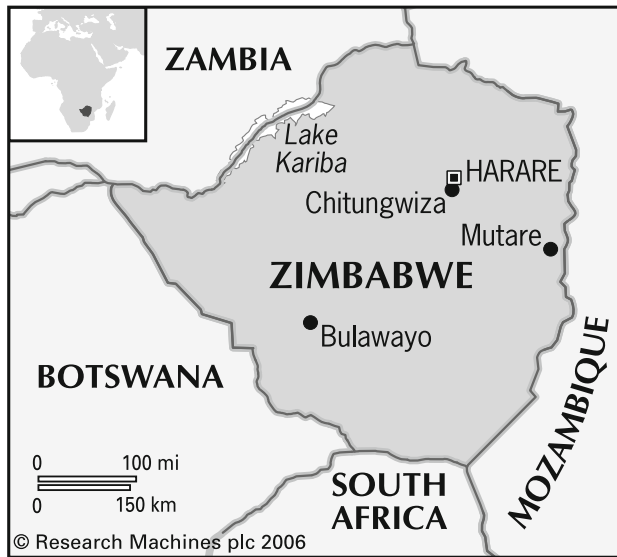 ZAMBIA
Lake
Kariba
HARARE
Chitungwiza
Mutare
ZIMBABWE
Bulawayo
BOTSWANA
MOZAMBIQUE
0 100 mi
0 150 km
SOUTH
AFRICA
© Research Machines plc 2006